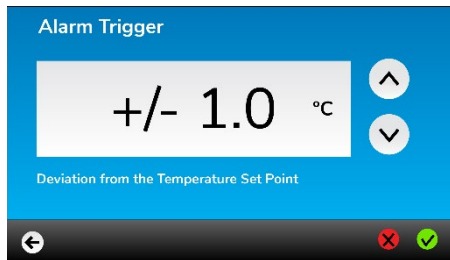 Alarm Trigger
+/- 1.0 °C
Deviation from the Temperature Set Point